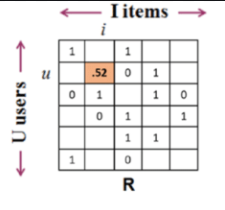 I items
i
1 1
u .52 0 1
0 1 1 0
0 1 1
1 1
1 0
U users
R